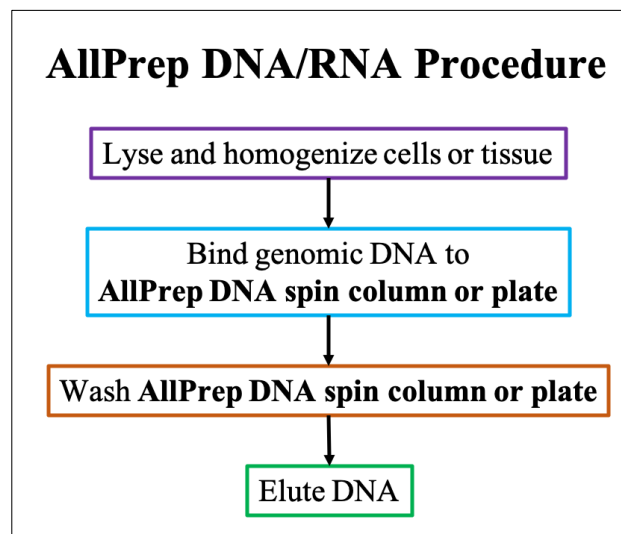 AllPrep DNA/RNA Procedure
Lyse and homogenize cells or tissue
Bind genomic DNA to
AllPrep DNA spin column or plate
Wash AllPrep DNA spin column or plate
Elute DNA